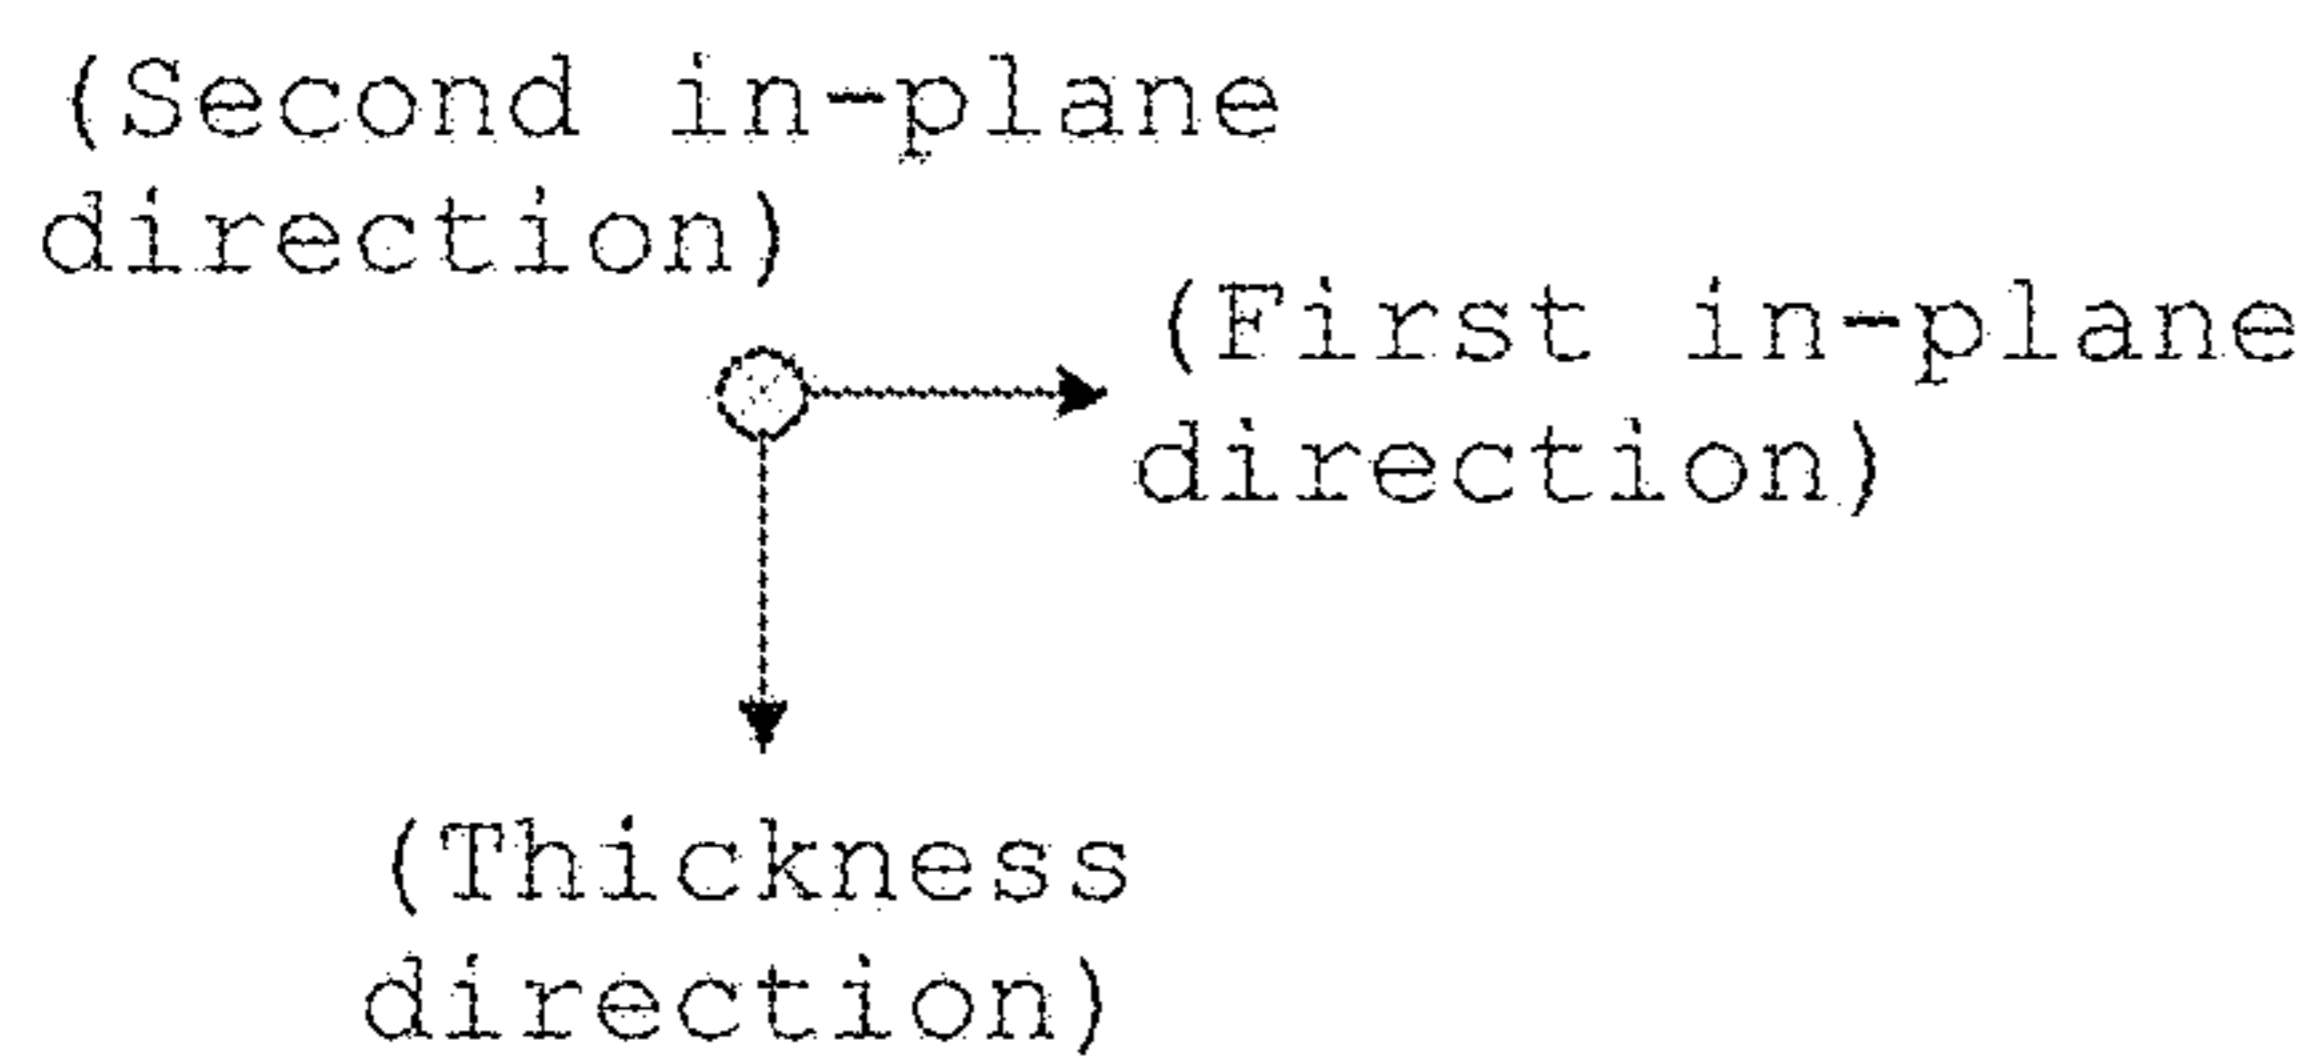 (Second in-plane
direction)
(First in-plane
direction)
(Thickness
direction)